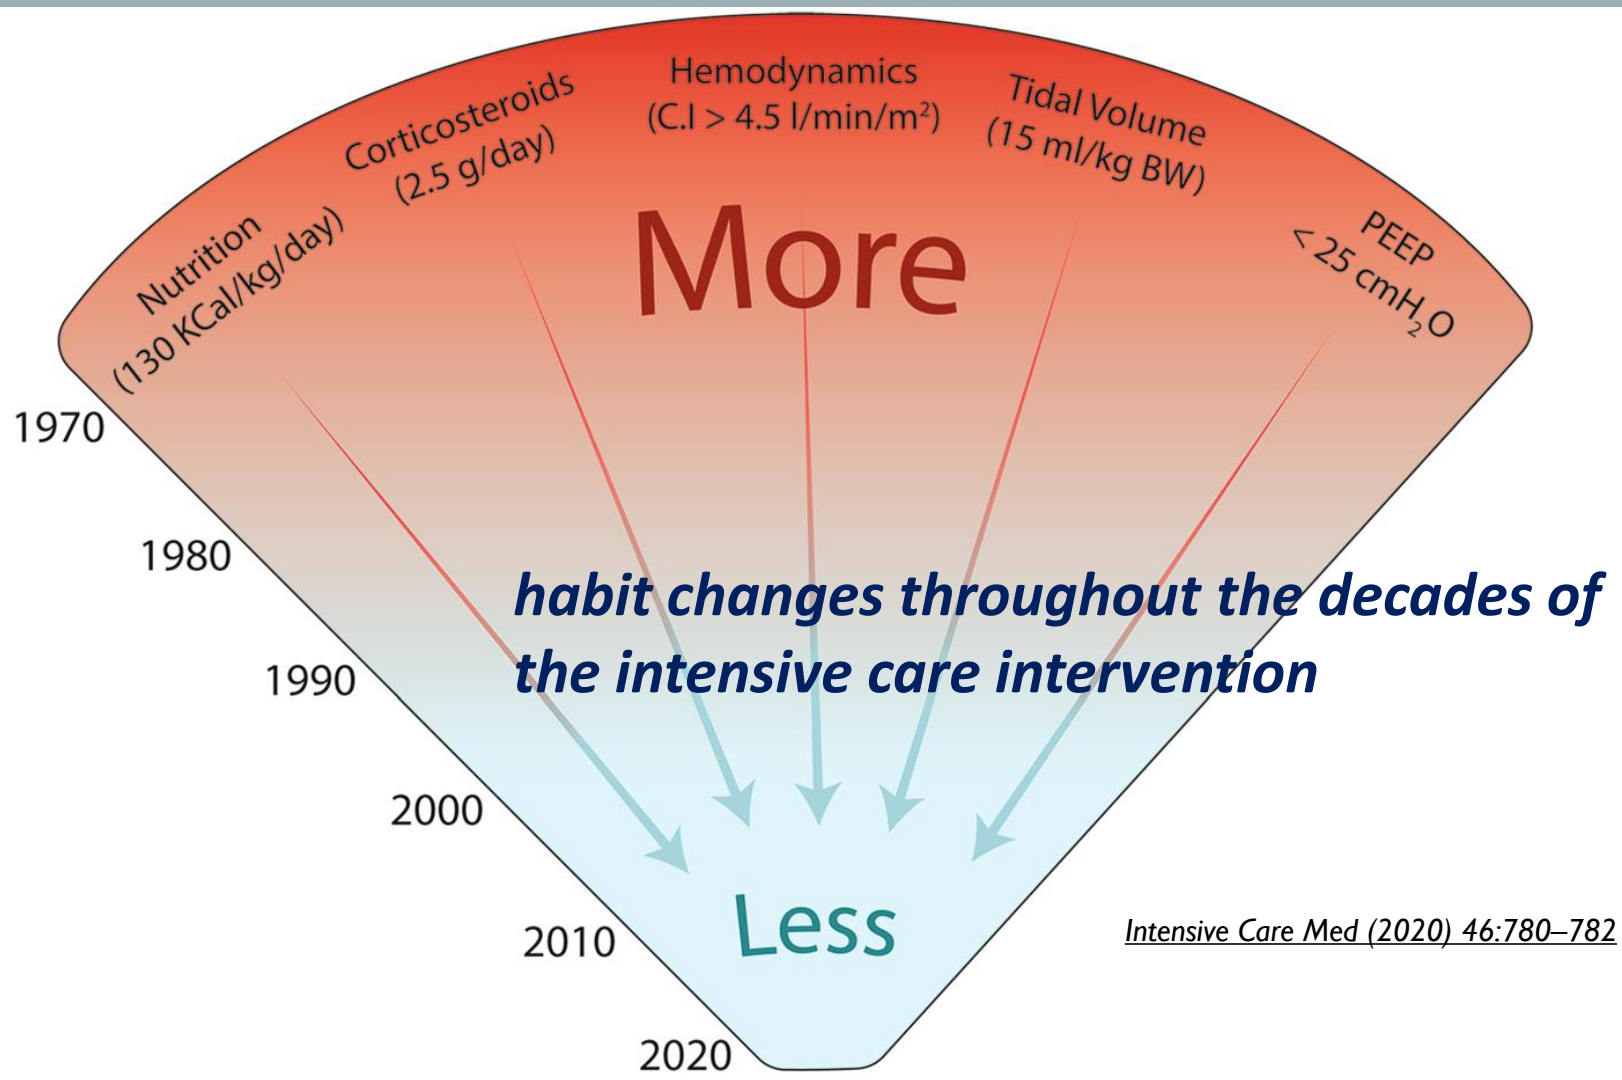 Nutrition
(130 KCal/kg/day)
Corticosteroids
(2.5 g/day)
Hemodynamics
(C.I > 4.5 l/min/m²)
Tidal Volume
(15 ml/kg BW)
PEEP
< 25 cmH₂O
More
1970
1980
habit changes throughout the decades of
the intensive care intervention
1990
2000
Less
2010
Intensive Care Med (2020) 46:780–782
2020